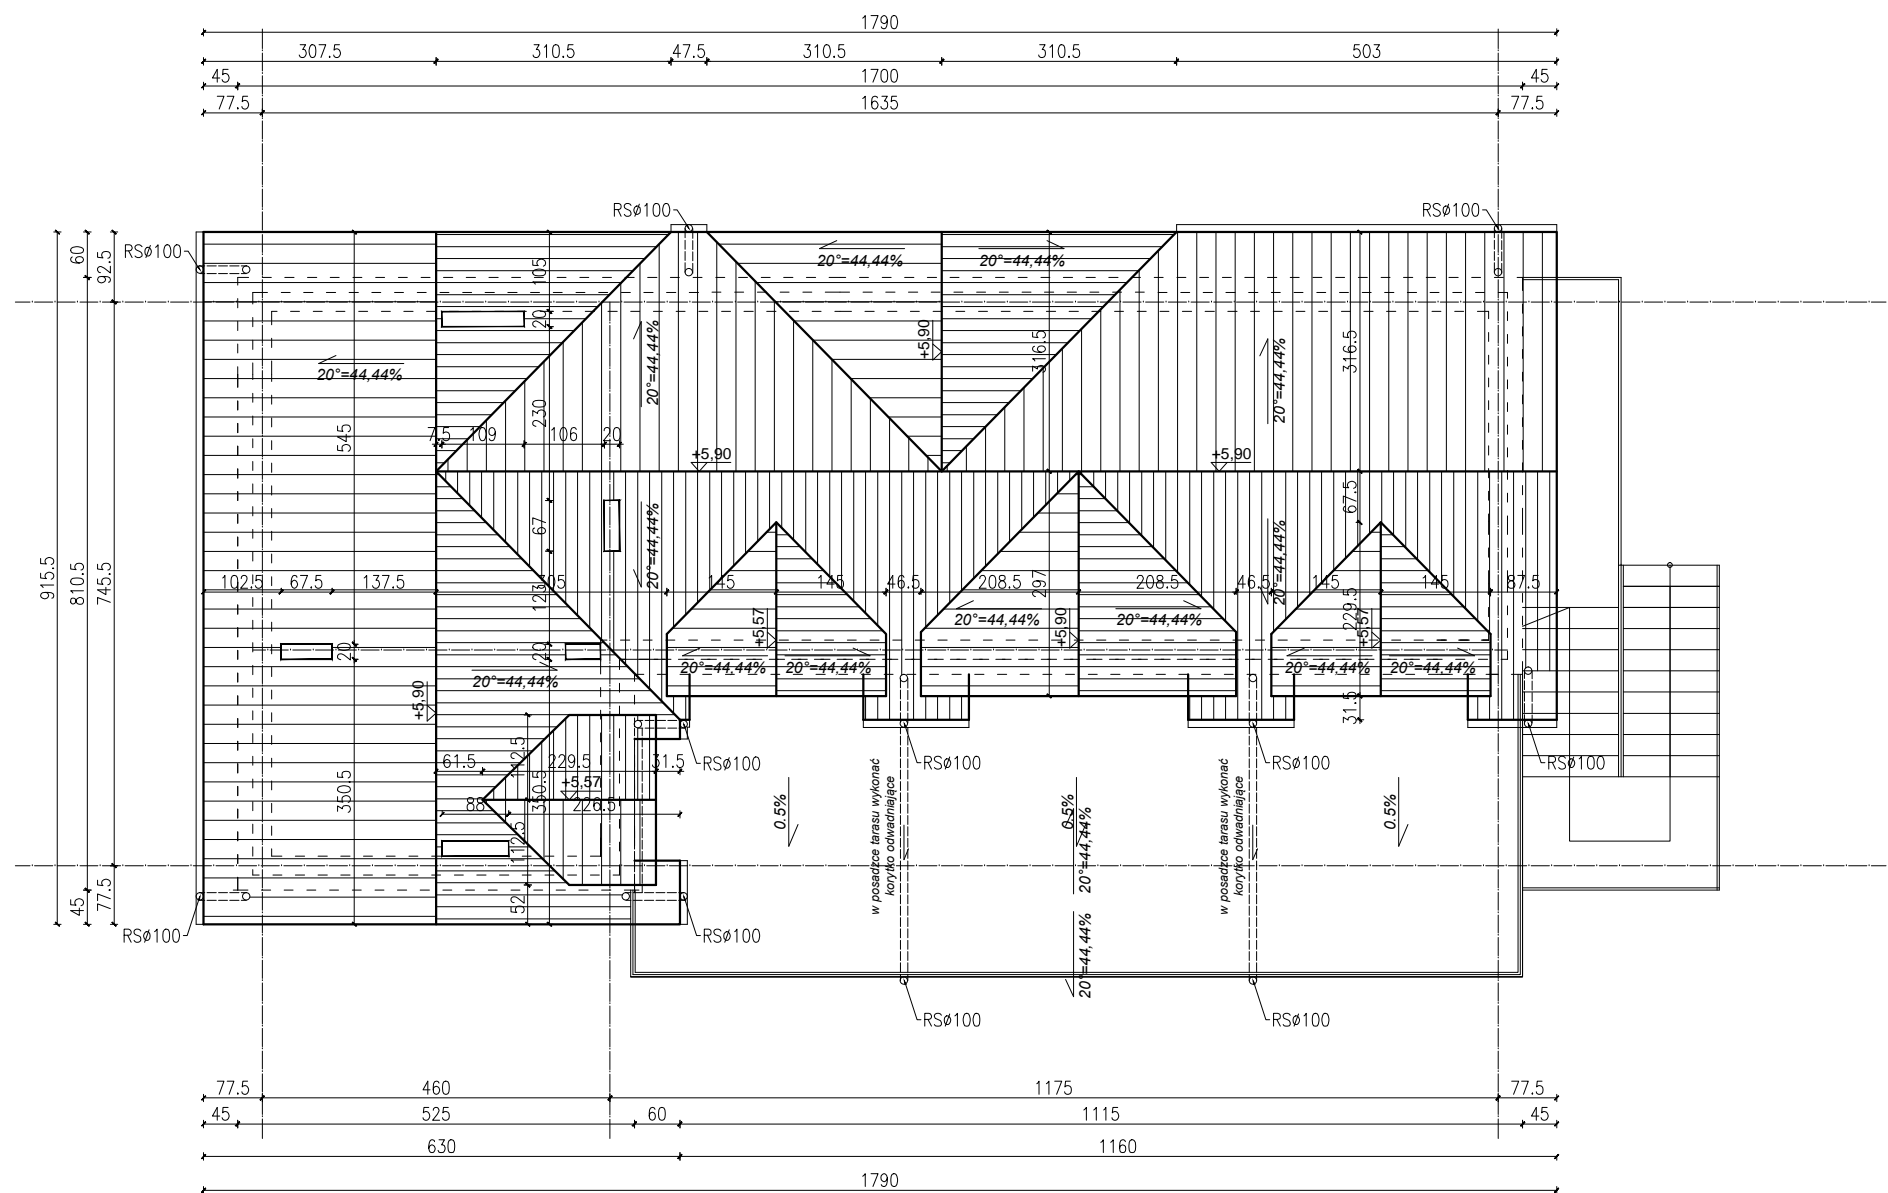 1790
307.5 310.5 47.5 310.5 310.5 503
45 1700 45
77.5 1635 77.5
RSø100 RSø100
RSø100
915.5
60 810.5 45
92.5 745.5 77.5
20°=44,44%
20°=44,44%
20°=44,44%
545
105
20
230
20°=44,44%
+5,90
316.5
20°=44,44%
316.5
7.5 109 106 20
+5,90
+5,90
67
20°=44,44%
67.5
20°=44,44%
102.5 67.5 137.5 305 145 145 46.5 208.5 208.5 46.5 145 145 87.5
123
297
229.5
20°=44,44%
20°=44,44%
+5,57
+5,90
+5,57
20
20
20°=44,44%
20°=44,44%
20°=44,44%
20°=44,44%
20°=44,44%
+5,90
31.5
112.5
61.5 229.5 31.5
RSø100 RSø100 RSø100
+5,57
350.5
350.5
88 226.5
112.5
52
0.5%
w posadzce tarasu wykonać
korytko odwadniające
0.5%
20°=44,44%
w posadzce tarasu wykonać
korytko odwadniające
0.5%
20°=44,44%
RSø100 RSø100
RSø100 RSø100
77.5 460 1175 77.5
45 525 60 1115 45
630 1160
1790